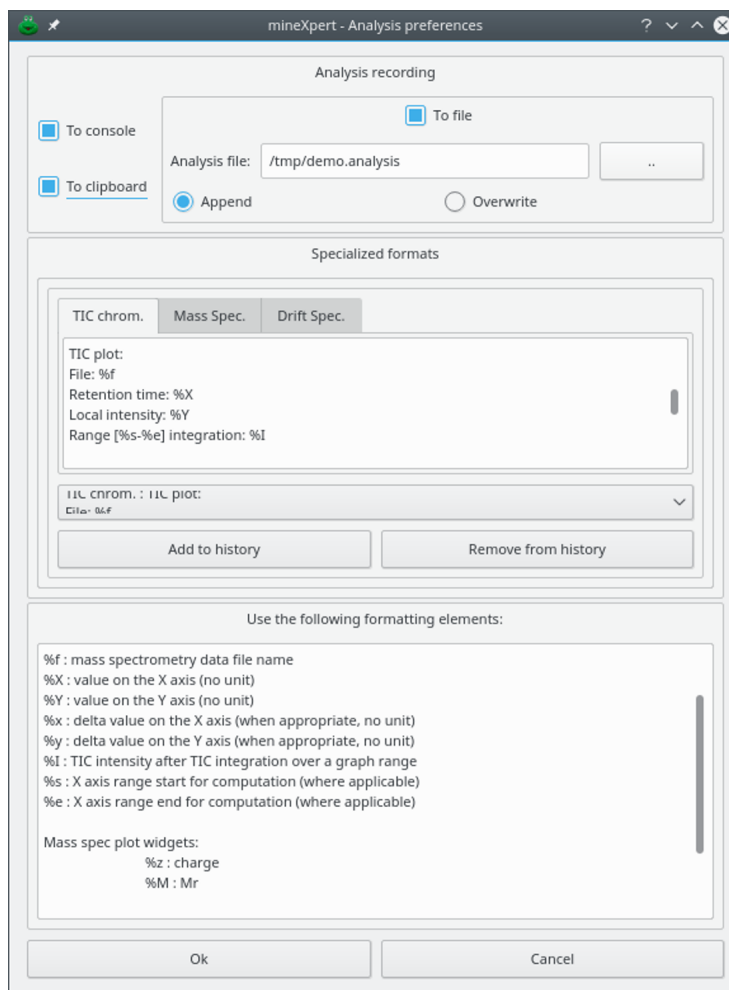 mineXpert - Analysis preferences
?
Analysis recording
To console
To file
Analysis file: /tmp/demo.analysis ..
To clipboard
Append Overwrite
Specialized formats
TIC chrom. Mass Spec. Drift Spec.
TIC plot:
File: %f
Retention time: %X
Local intensity: %Y
Range [%s-%e] integration: %I
TIC chrom. : TIC plot:
File: %f
Add to history Remove from history
Use the following formatting elements:
%f : mass spectrometry data file name
%X : value on the X axis (no unit)
%Y : value on the Y axis (no unit)
%x : delta value on the X axis (when appropriate, no unit)
%y : delta value on the Y axis (when appropriate, no unit)
%I : TIC intensity after TIC integration over a graph range
%s : X axis range start for computation (where applicable)
%e : X axis range end for computation (where applicable)
Mass spec plot widgets:
%z : charge
%M : Mr
Ok Cancel